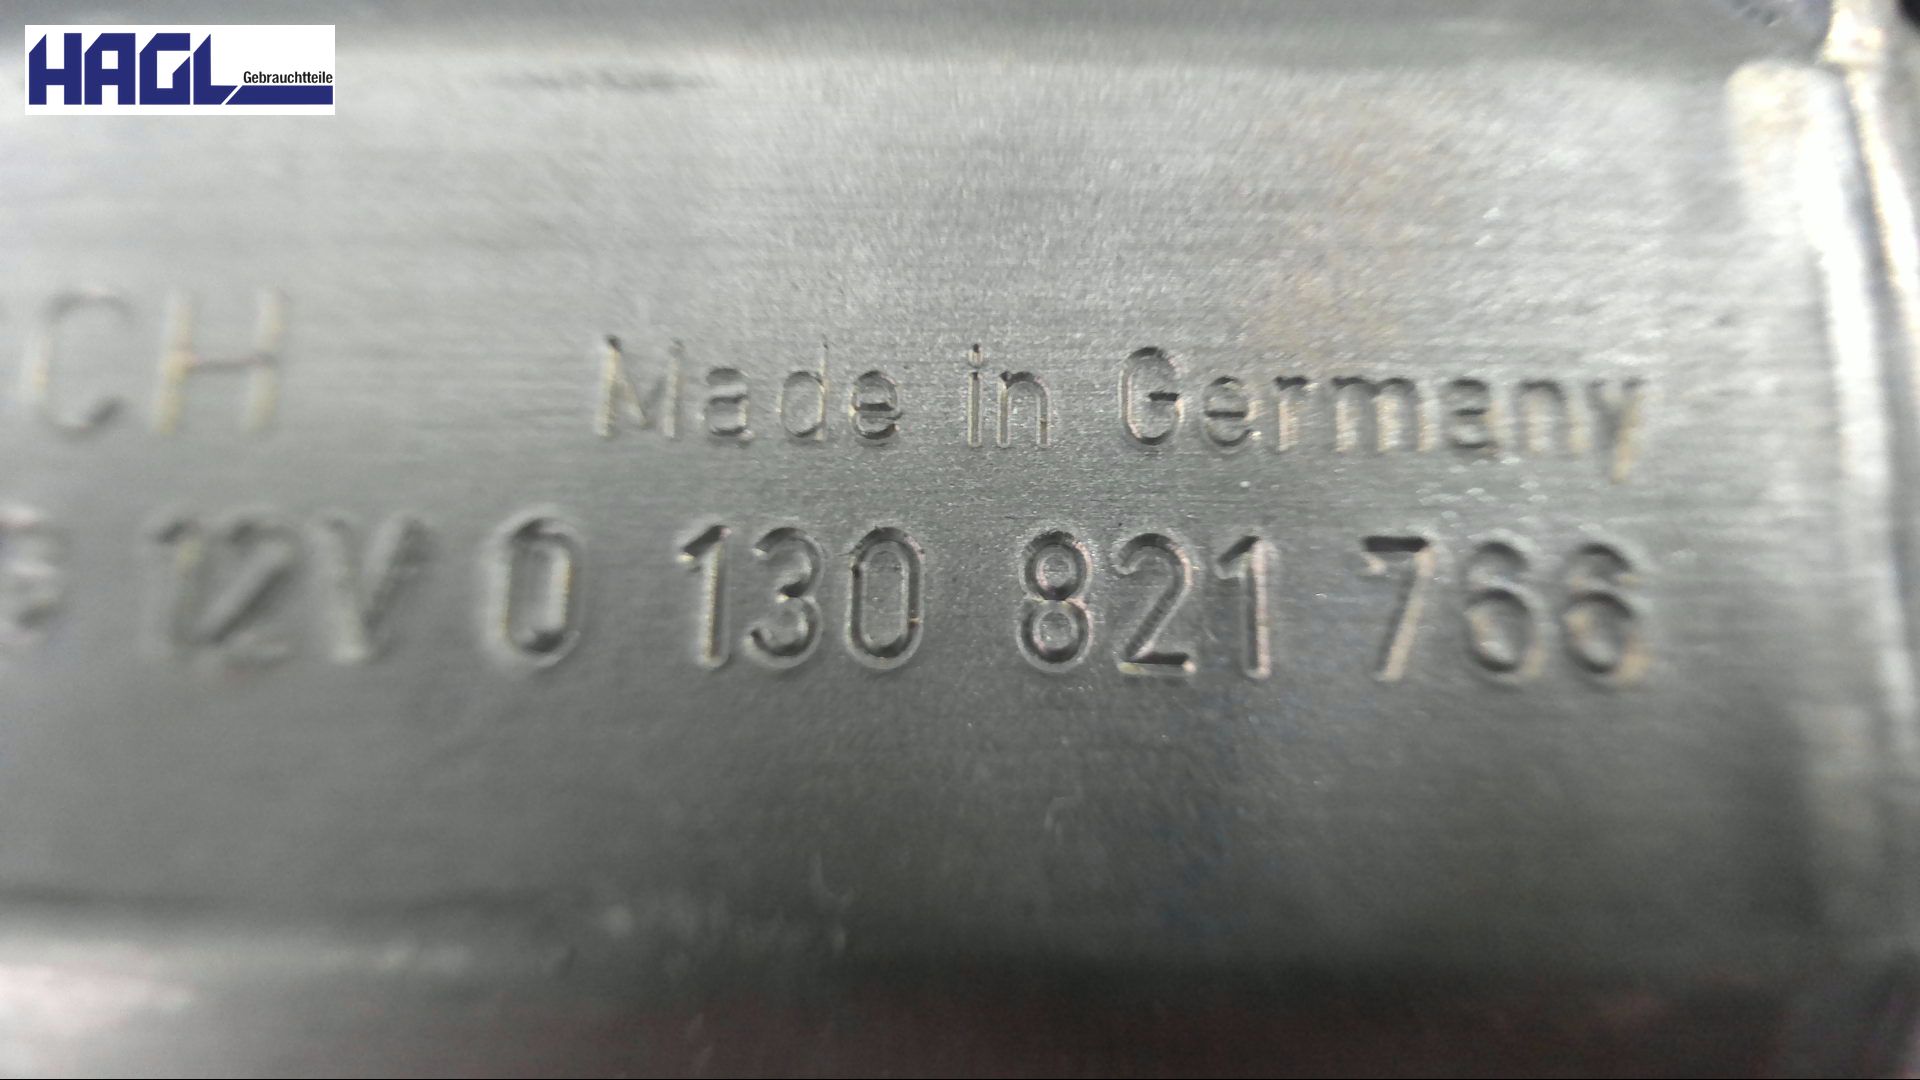 HAGL
Gebrauchtteile
CH Made in Germany
12V 0 130 821 766